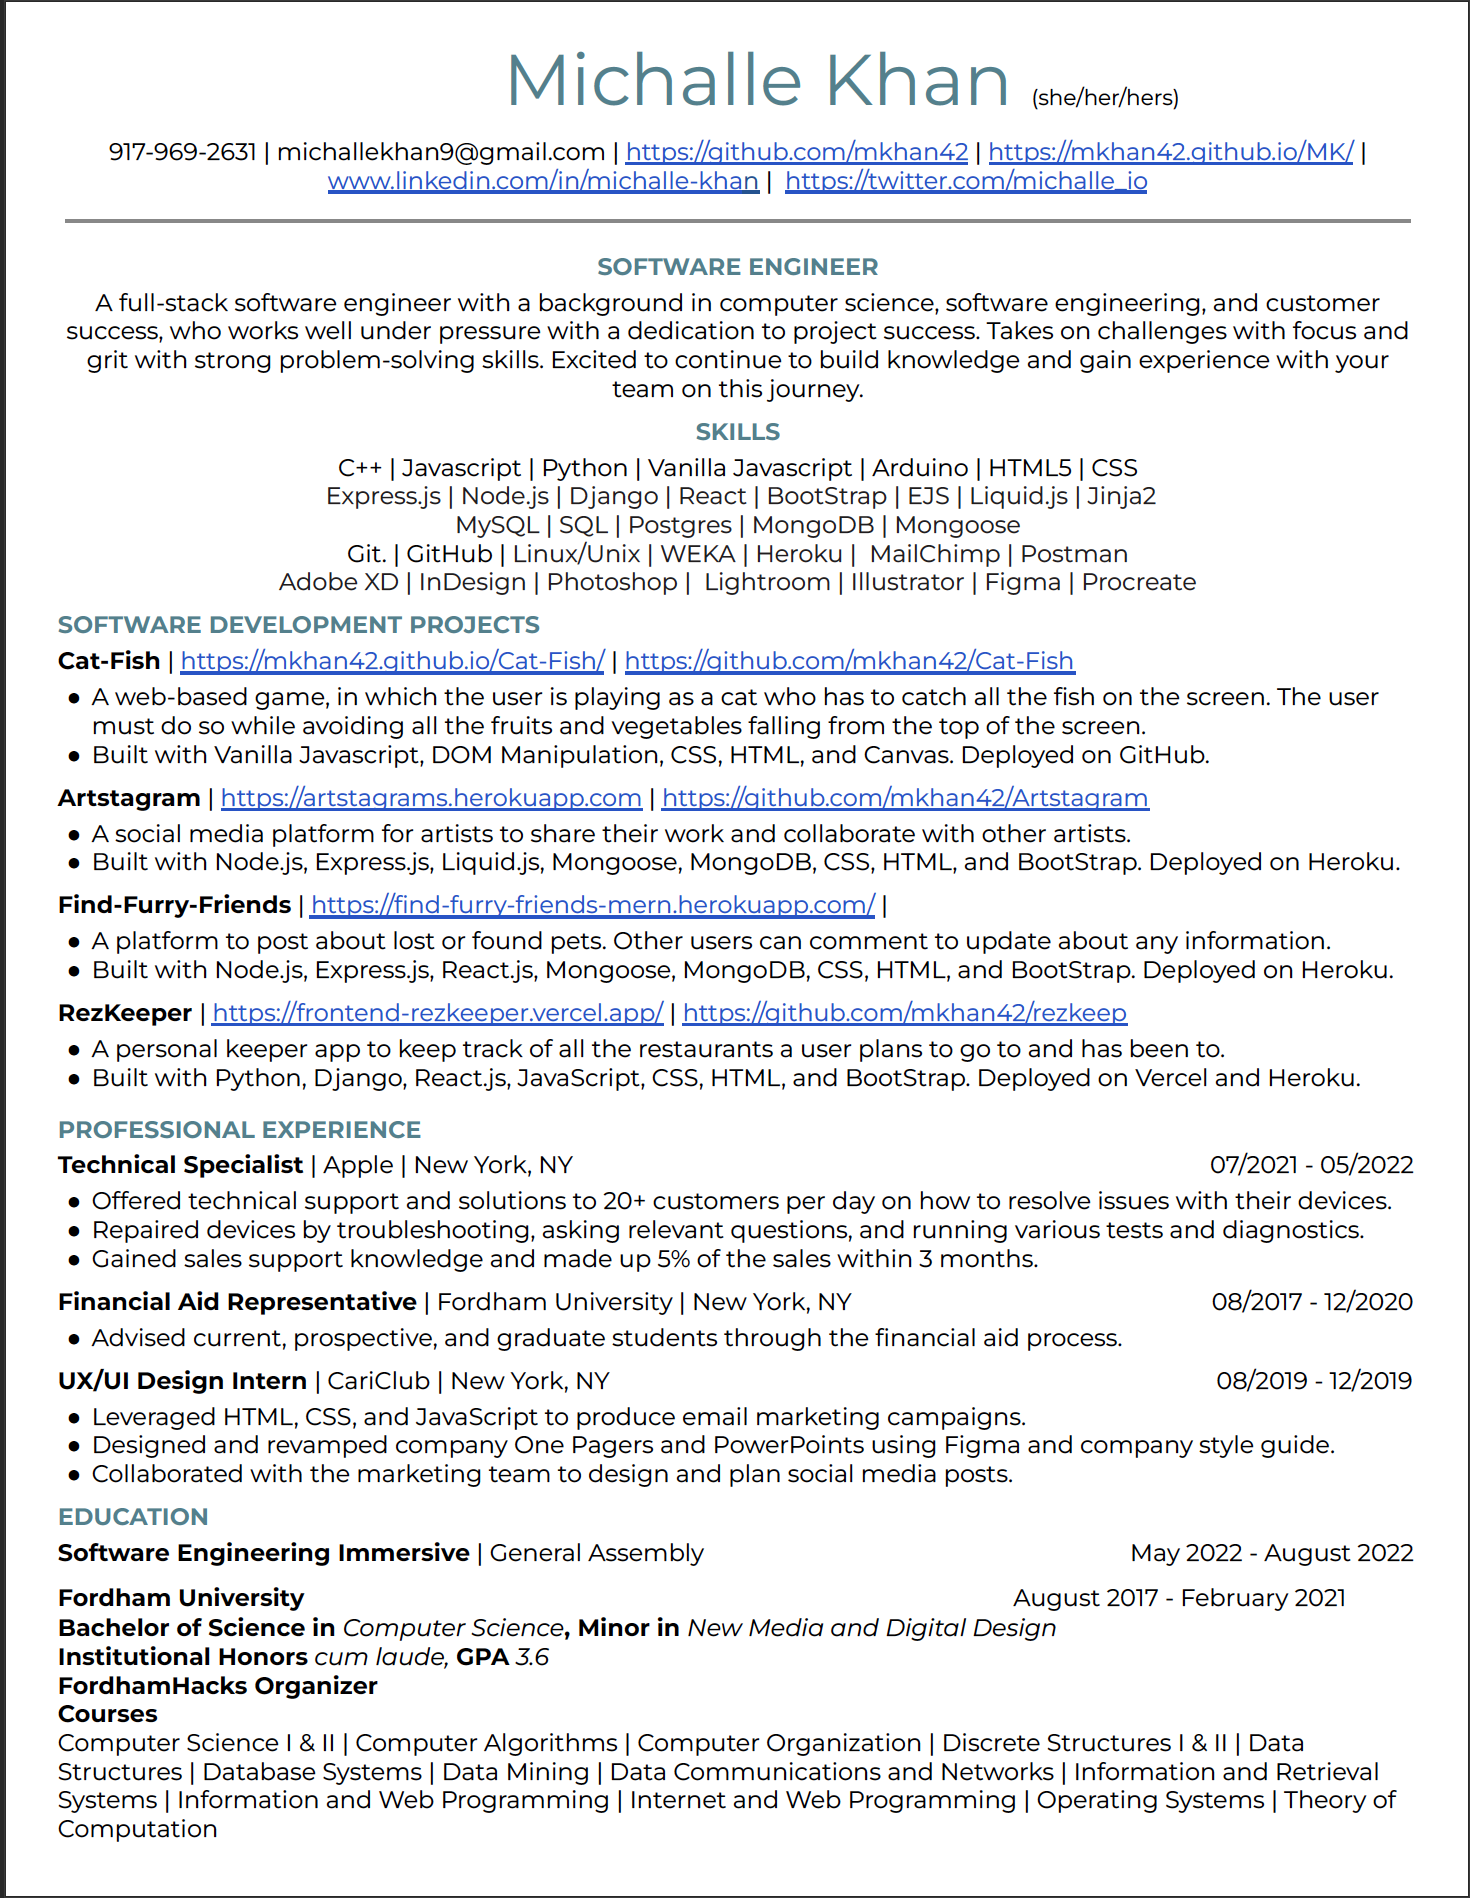 Michalle Khan (she/her/hers)
917-969-2631 | michallekhan9@gmail.com | https://github.com/mkhan42 | https://mkhan42.github.io/MK/ |
www.linkedin.com/in/michalle-khan | https://twitter.com/michalle_io
SOFTWARE ENGINEER
A full-stack software engineer with a background in computer science, software engineering, and customer
success, who works well under pressure with a dedication to project success. Takes on challenges with focus and
grit with strong problem-solving skills. Excited to continue to build knowledge and gain experience with your
team on this journey.
SKILLS
C++ | Javascript | Python | Vanilla Javascript | Arduino | HTML5 | CSS
Express.js | Node.js | Django | React | BootStrap | EJS | Liquid.js | Jinja2
MySQL | SQL | Postgres | MongoDB | Mongoose
Git. | GitHub | Linux/Unix | WEKA | Heroku | MailChimp | Postman
Adobe XD | InDesign | Photoshop | Lightroom | Illustrator | Figma | Procreate
SOFTWARE DEVELOPMENT PROJECTS
Cat-Fish | https://mkhan42.github.io/Cat-Fish/ | https://github.com/mkhan42/Cat-Fish
● A web-based game, in which the user is playing as a cat who has to catch all the fish on the screen. The user
must do so while avoiding all the fruits and vegetables falling from the top of the screen.
● Built with Vanilla Javascript, DOM Manipulation, CSS, HTML, and Canvas. Deployed on GitHub.
Artstagram | https://artstagrams.herokuapp.com | https://github.com/mkhan42/Artstagram
● A social media platform for artists to share their work and collaborate with other artists.
● Built with Node.js, Express.js, Liquid.js, Mongoose, MongoDB, CSS, HTML, and BootStrap. Deployed on Heroku.
Find-Furry-Friends | https://find-furry-friends-mern.herokuapp.com/ |
● A platform to post about lost or found pets. Other users can comment to update about any information.
● Built with Node.js, Express.js, React.js, Mongoose, MongoDB, CSS, HTML, and BootStrap. Deployed on Heroku.
RezKeeper | https://frontend-rezkeeper.vercel.app/ | https://github.com/mkhan42/rezkeep
● A personal keeper app to keep track of all the restaurants a user plans to go to and has been to.
● Built with Python, Django, React.js, JavaScript, CSS, HTML, and BootStrap. Deployed on Vercel and Heroku.
PROFESSIONAL EXPERIENCE
Technical Specialist | Apple | New York, NY 07/2021 - 05/2022
● Offered technical support and solutions to 20+ customers per day on how to resolve issues with their devices.
● Repaired devices by troubleshooting, asking relevant questions, and running various tests and diagnostics.
● Gained sales support knowledge and made up 5% of the sales within 3 months.
Financial Aid Representative | Fordham University | New York, NY 08/2017 - 12/2020
● Advised current, prospective, and graduate students through the financial aid process.
UX/UI Design Intern | CariClub | New York, NY 08/2019 - 12/2019
● Leveraged HTML, CSS, and JavaScript to produce email marketing campaigns.
● Designed and revamped company One Pagers and PowerPoints using Figma and company style guide.
● Collaborated with the marketing team to design and plan social media posts.
EDUCATION
Software Engineering Immersive | General Assembly May 2022 - August 2022
Fordham University August 2017 - February 2021
Bachelor of Science in Computer Science, Minor in New Media and Digital Design
Institutional Honors cum laude, GPA 3.6
FordhamHacks Organizer
Courses
Computer Science I & II | Computer Algorithms | Computer Organization | Discrete Structures I & II | Data
Structures | Database Systems | Data Mining | Data Communications and Networks | Information and Retrieval
Systems | Information and Web Programming | Internet and Web Programming | Operating Systems | Theory of
Computation